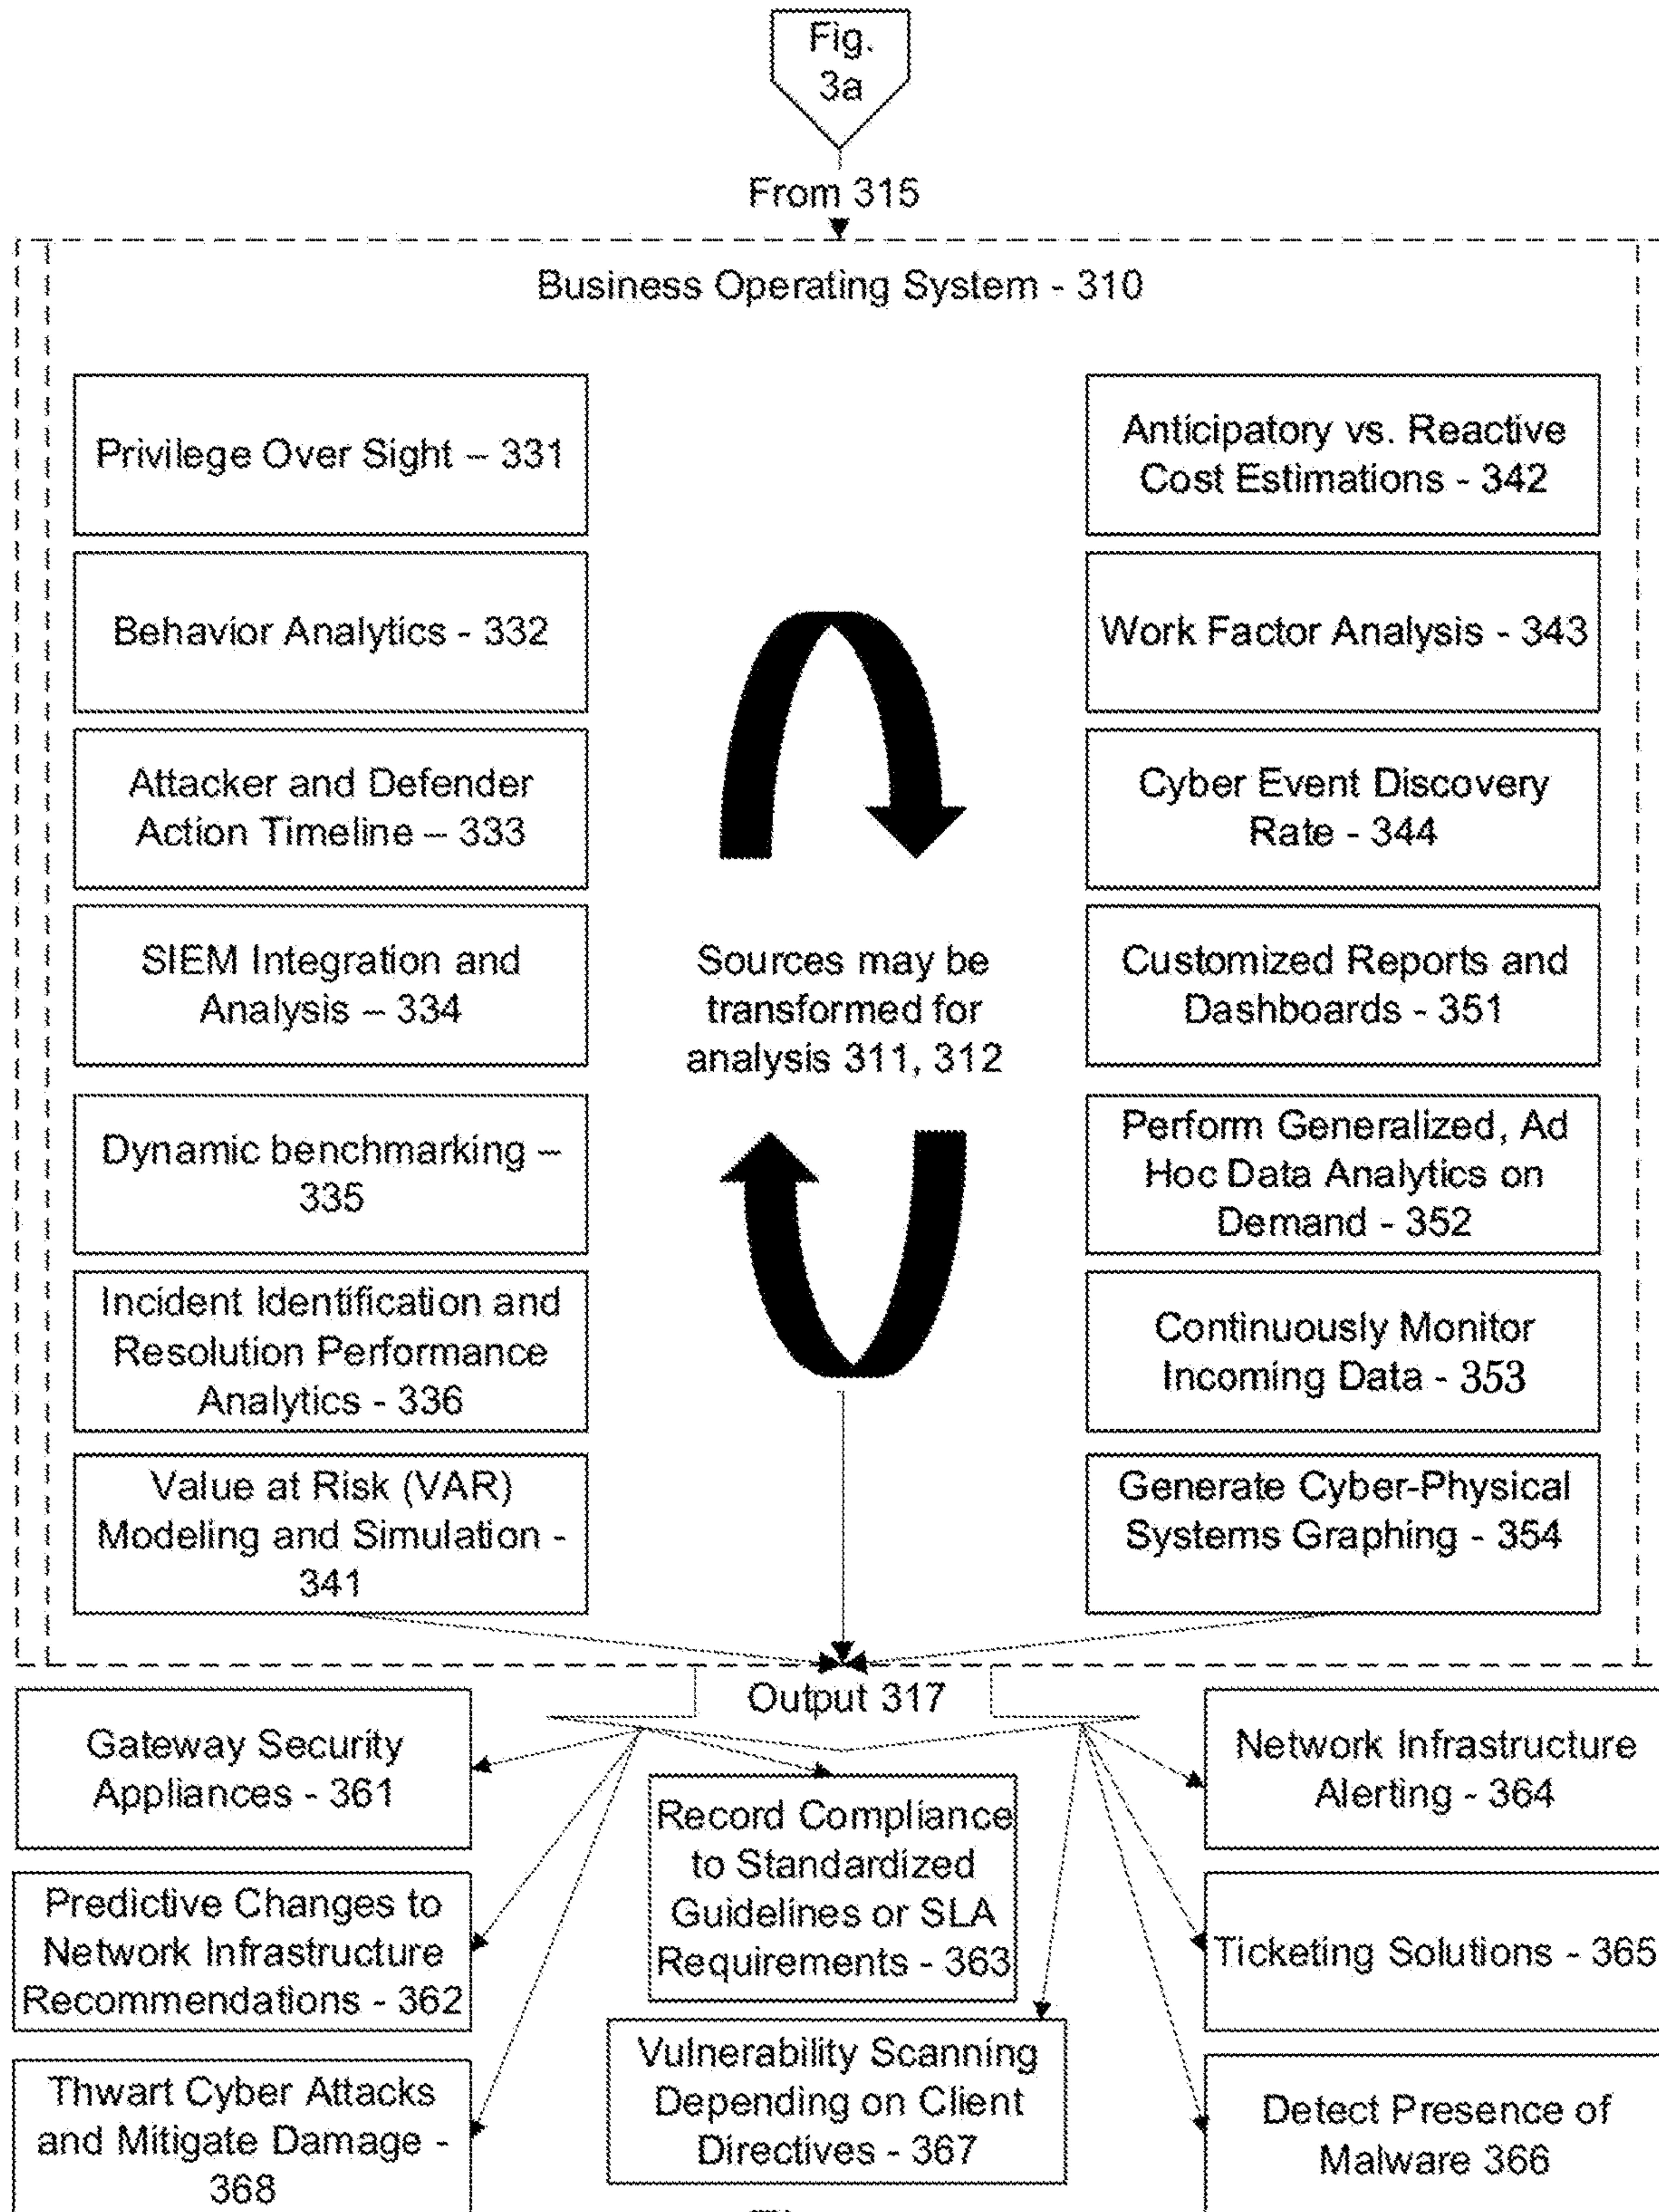 Fig.
3a
From 315
Business Operating System - 310
Privilege Over Sight – 331
Behavior Analytics - 332
Attacker and Defender
Action Timeline – 333
SIEM Integration and
Analysis – 334
Dynamic benchmarking –
335
Incident Identification and
Resolution Performance
Analytics - 336
Value at Risk (VAR)
Modeling and Simulation -
341
Sources may be
transformed for
analysis 311, 312
Anticipatory vs. Reactive
Cost Estimations - 342
Work Factor Analysis - 343
Cyber Event Discovery
Rate - 344
Customized Reports and
Dashboards - 351
Perform Generalized, Ad
Hoc Data Analytics on
Demand - 352
Continuously Monitor
Incoming Data - 353
Generate Cyber-Physical
Systems Graphing - 354
Output 317
Gateway Security
Appliances - 361
Predictive Changes to
Network Infrastructure
Recommendations - 362
Thwart Cyber Attacks
and Mitigate Damage -
368
Record Compliance
to Standardized
Guidelines or SLA
Requirements - 363
Vulnerability Scanning
Depending on Client
Directives - 367
Network Infrastructure
Alerting - 364
Ticketing Solutions - 365
Detect Presence of
Malware 366